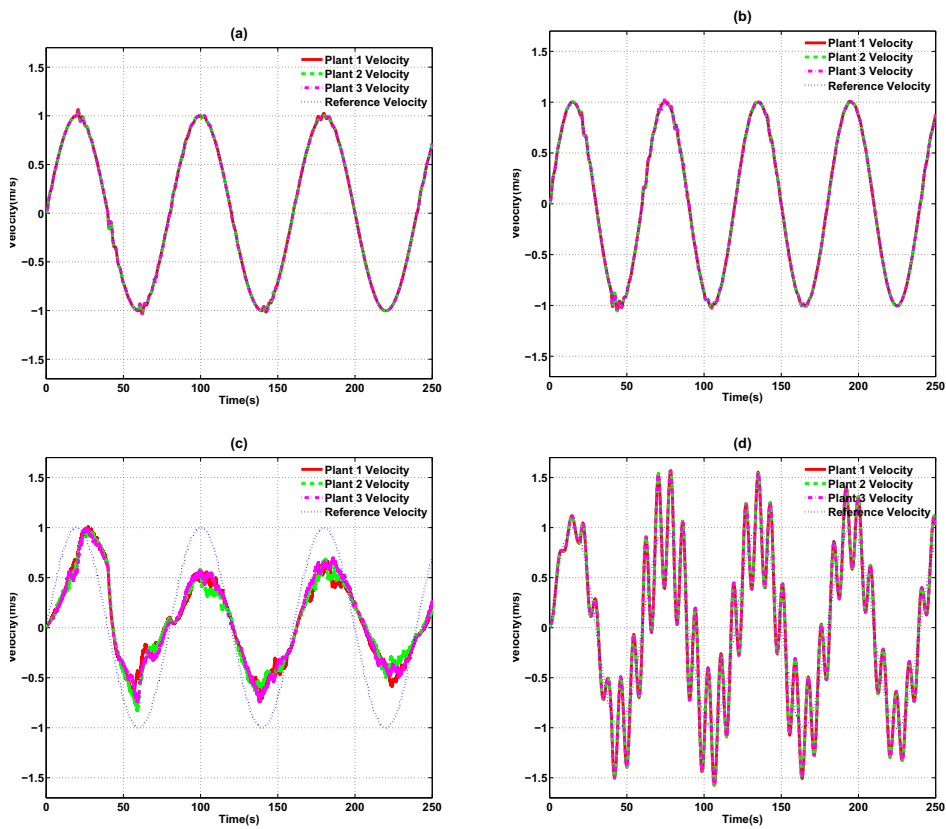 (a)
1.5
1
0.5
0
−0.5
−1
−1.5
Velocity(m/s)
0 50 100 150 200 250
Time(s)
Plant 1 Velocity
Plant 2 Velocity
Plant 3 Velocity
Reference Velocity
(b)
1.5
1
0.5
0
−0.5
−1
−1.5
Velocity(m/s)
0 50 100 150 200 250
Time(s)
Plant 1 Velocity
Plant 2 Velocity
Plant 3 Velocity
Reference Velocity
(c)
1.5
1
0.5
0
−0.5
−1
−1.5
Velocity(m/s)
0 50 100 150 200 250
Time(s)
Plant 1 Velocity
Plant 2 Velocity
Plant 3 Velocity
Reference Velocity
(d)
1.5
1
0.5
0
−0.5
−1
−1.5
Velocity(m/s)
0 50 100 150 200 250
Time(s)
Plant 1 Velocity
Plant 2 Velocity
Plant 3 Velocity
Reference Velocity